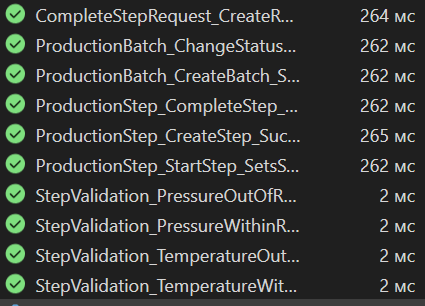 CompleteStepRequest_CreateR... 264 мс
ProductionBatch_ChangeStatus... 262 мс
ProductionBatch_CreateBatch_S... 262 мс
ProductionStep_CompleteStep_... 262 мс
ProductionStep_CreateStep_Suc... 265 мс
ProductionStep_StartStep_SetsS... 262 мс
StepValidation_PressureOutOfR... 2 мс
StepValidation_PressureWithinR... 2 мс
StepValidation_TemperatureOut... 2 мс
StepValidation_TemperatureWit... 2 мс